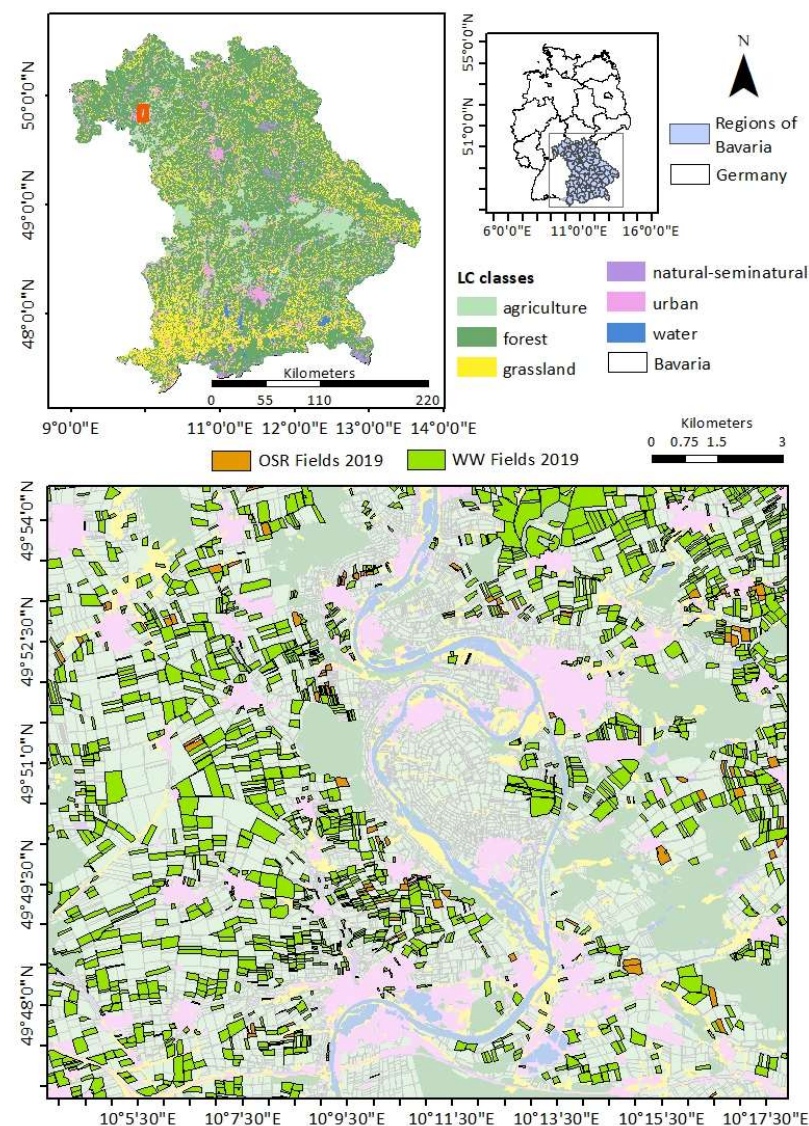 50°0'0"N
49°0'0"N
48°0'0"N
Kilometers
0 55 110 220
9°0'0"E 11°0'0"E 12°0'0"E 13°0'0"E 14°0'0"E
55°0'0"N
51°0'0"N
6°0'0"E 11°0'0"E 16°0'0"E
N
Regions of
Bavaria
Germany
LC classes
agriculture
forest
grassland
natural-seminatural
urban
water
Bavaria
Kilometers
0 0.75 1.5 3
OSR Fields 2019 WW Fields 2019
49°54'0"N
49°52'30"N
49°51'0"N
49°49'30"N
49°48'0"N
10°5'30"E 10°7'30"E 10°9'30"E 10°11'30"E 10°13'30"E 10°15'30"E 10°17'30"E